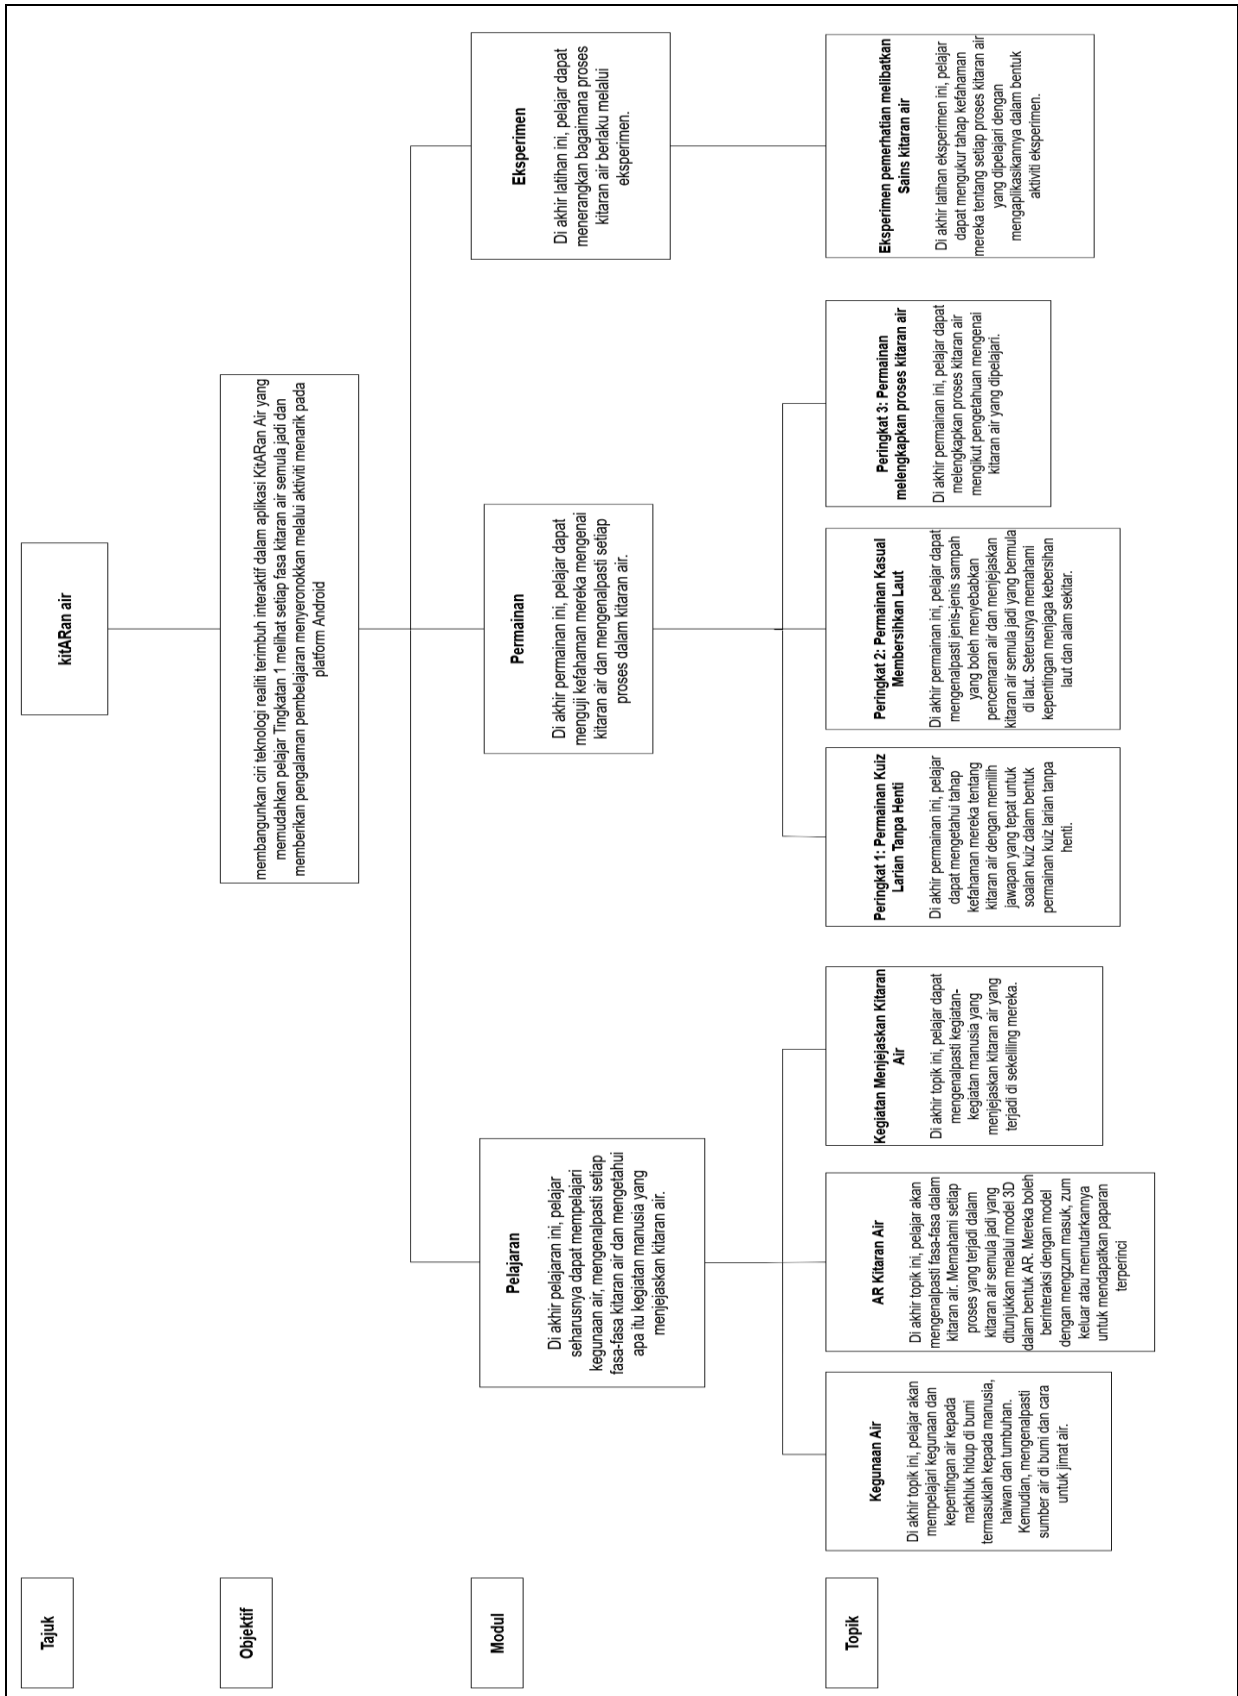 Tajuk
kitARan air
Objektif
membangunkan ciri teknologi realiti terimbuh interaktif dalam aplikasi KitARan Air yang
memudahkan pelajar Tingkatan 1 melihat setiap fasa kitaran air semula jadi dan
memberikan pengalaman pembelajaran menyeronokkan melalui aktiviti menarik pada
platform Android
Modul
Pelajaran
Di akhir pelajaran ini, pelajar
seharusnya dapat mempelajari
kegunaan air, mengenalpasti setiap
fasa-fasa kitaran air dan mengetahui
apa itu kegiatan manusia yang
menjejaskan kitaran air.
Permainan
Di akhir permainan ini, pelajar dapat
menguji kefahaman mereka mengenai
kitaran air dan mengenalpasti setiap
proses dalam kitaran air.
Eksperimen
Di akhir latihan ini, pelajar dapat
menerangkan bagaimana proses
kitaran air berlaku melalui
eksperimen.
Topik
Kegunaan Air
Di akhir topik ini, pelajar akan
mempelajari kegunaan dan
kepentingan air kepada
makhluk hidup di bumi
termasuklah kepada manusia,
haiwan dan tumbuhan.
Kemudian, mengenalpasti
sumber air di bumi dan cara
untuk jimat air.
AR Kitaran Air
Di akhir topik ini, pelajar akan
mengenalpasti fasa-fasa dalam
kitaran air. Memahami setiap
proses yang terjadi dalam
kitaran air semula jadi yang
ditunjukkan melalui model 3D
dalam bentuk AR. Mereka boleh
berinteraksi dengan model
dengan mengzum masuk, zum
keluar atau memutarkannya
untuk mendapatkan paparan
terperinci
Kegiatan Menjejaskan Kitaran
Air
Di akhir topik ini, pelajar dapat
mengenalpasti kegiatan-
kegiatan manusia yang
menjejaskan kitaran air yang
terjadi di sekeliling mereka.
Peringkat 1: Permainan Kuiz
Larian Tanpa Henti
Di akhir permainan ini, pelajar
dapat mengetahui tahap
kefahaman mereka tentang
kitaran air dengan memilih
jawapan yang tepat untuk
soalan kuiz dalam bentuk
permainan kuiz larian tanpa
henti.
Peringkat 2: Permainan Kasual
Membersihkan Laut
Di akhir permainan ini, pelajar dapat
mengenalpasti jenis-jenis sampah
yang boleh menyebabkan
pencemaran air dan menjejaskan
kitaran air semula jadi yang bermula
di laut. Seterusnya memahami
kepentingan menjaga kebersihan
laut dan alam sekitar.
Peringkat 3: Permainan
melengkapkan proses kitaran air
Di akhir permainan ini, pelajar dapat
melengkapkan proses kitaran air
mengikut pengetahuan mengenai
kitaran air yang dipelajari.
Eksperimen pemerhatian melibatkan
Sains kitaran air
Di akhir latihan eksperimen ini, pelajar
dapat mengukur tahap kefahaman
mereka tentang setiap proses kitaran air
yang dipelajari dengan
mengaplikasikannya dalam bentuk
aktiviti eksperimen.